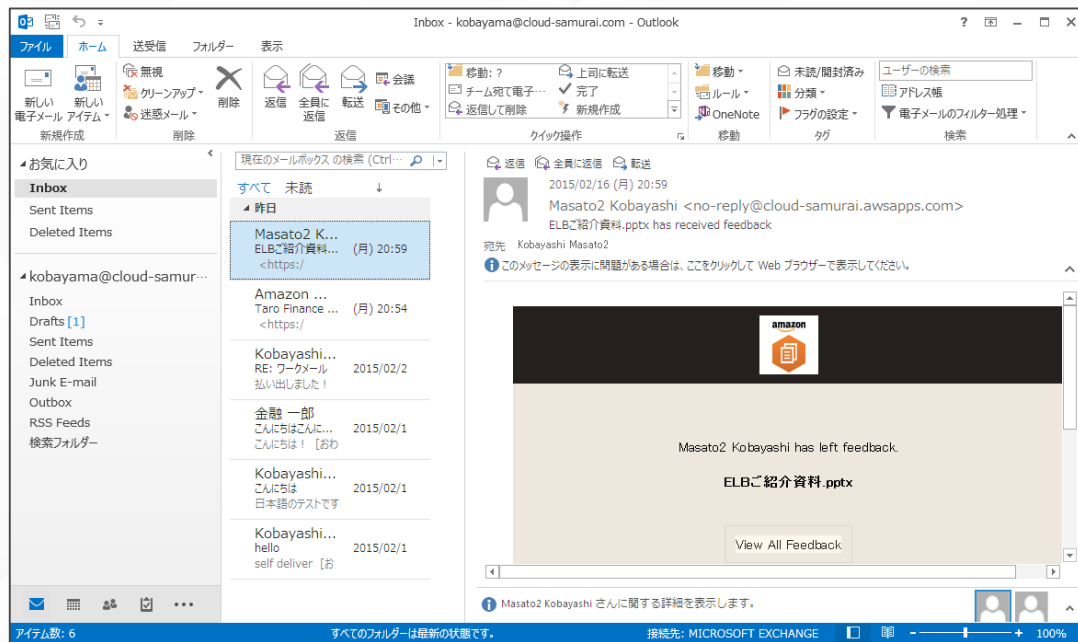 Inbox - kobayama@cloud-samurai.com - Outlook
ファイル ホーム 送受信 フォルダー 表示
新しい
電子メール
新しい
アイテム
無視
クリーンアップ
迷惑メール
削除
返信
全員に
返信
転送
会議
その他
移動: ?
チーム宛て電子…
返信して削除
上司に転送
完了
新規作成
移動
ルール
OneNote
未読/開封済み
分類
フラグの設定
ユーザーの検索
アドレス帳
電子メールのフィルター処理
新規作成 削除 返信 クイック操作 移動 タグ 検索
お気に入り
Inbox
Sent Items
Deleted Items
kobayama@cloud-samur…
Inbox
Drafts [1]
Sent Items
Deleted Items
Junk E-mail
Outbox
RSS Feeds
検索フォルダー
現在のメールボックス の検索 (Ctrl…
すべて 未読 ↓
昨日
Masato2 K...
ELBご紹介資料... (月) 20:59
<https:/
Amazon ...
Taro Finance ... (月) 20:54
<https:/
Kobayashi...
RE: ワークメール 2015/02/2
払い出しました！
金融 一郎
こんにちはこんに... 2015/02/1
こんにちは！ [おわ
Kobayashi...
こんにちは 2015/02/1
日本語のテストです
Kobayashi...
hello 2015/02/1
self deliver [お
返信 全員に返信 転送
2015/02/16 (月) 20:59
Masato2 Kobayashi <no-reply@cloud-samurai.awsapps.com>
ELBご紹介資料.pptx has received feedback
宛先 Kobayashi Masato2
このメッセージの表示に問題がある場合は、ここをクリックして Web ブラウザーで表示してください。
amazon
Masato2 Kobayashi has left feedback.
ELBご紹介資料.pptx
View All Feedback
Masato2 Kobayashi さんに関する詳細を表示します。
アイテム数: 6 すべてのフォルダーは最新の状態です。 接続先: MICROSOFT EXCHANGE 100%